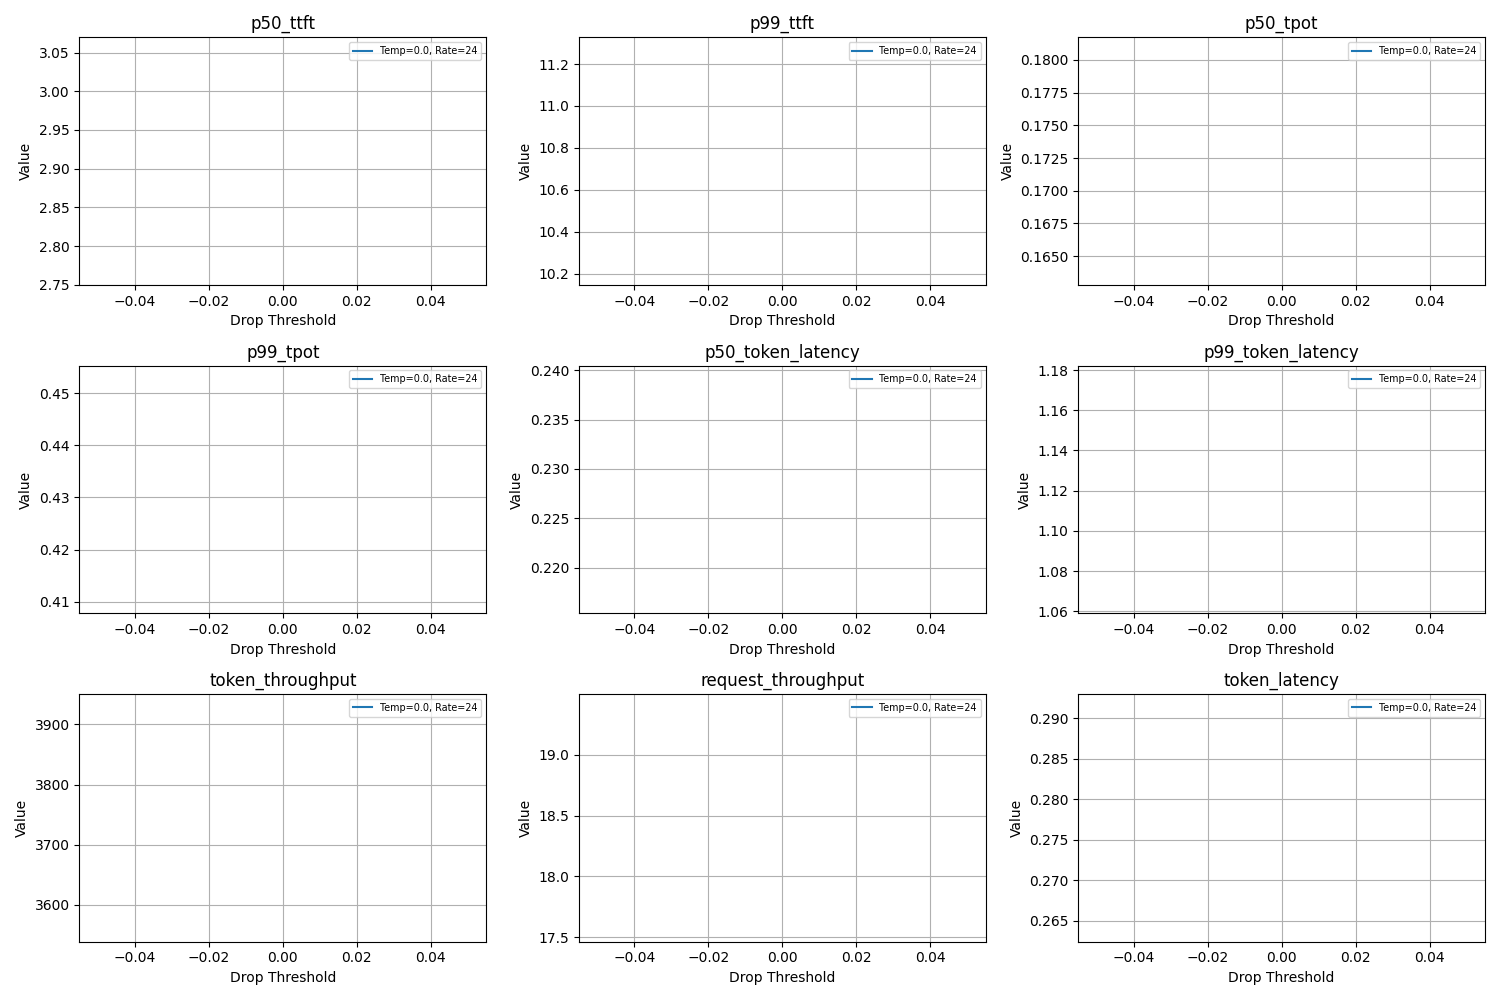 p50_ttft
Temp=0.0, Rate=24
3.05
3.00
2.95
2.90
2.85
2.80
2.75
Value
−0.04 −0.02 0.00 0.02 0.04
Drop Threshold
p99_ttft
Temp=0.0, Rate=24
11.2
11.0
10.8
10.6
10.4
10.2
Value
−0.04 −0.02 0.00 0.02 0.04
Drop Threshold
p50_tpot
Temp=0.0, Rate=24
0.1800
0.1775
0.1750
0.1725
0.1700
0.1675
0.1650
Value
−0.04 −0.02 0.00 0.02 0.04
Drop Threshold
p99_tpot
Temp=0.0, Rate=24
0.45
0.44
0.43
0.42
0.41
Value
−0.04 −0.02 0.00 0.02 0.04
Drop Threshold
p50_token_latency
Temp=0.0, Rate=24
0.240
0.235
0.230
0.225
0.220
Value
−0.04 −0.02 0.00 0.02 0.04
Drop Threshold
p99_token_latency
Temp=0.0, Rate=24
1.18
1.16
1.14
1.12
1.10
1.08
1.06
Value
−0.04 −0.02 0.00 0.02 0.04
Drop Threshold
token_throughput
Temp=0.0, Rate=24
3900
3800
3700
3600
Value
−0.04 −0.02 0.00 0.02 0.04
Drop Threshold
request_throughput
Temp=0.0, Rate=24
19.0
18.5
18.0
17.5
Value
−0.04 −0.02 0.00 0.02 0.04
Drop Threshold
token_latency
Temp=0.0, Rate=24
0.290
0.285
0.280
0.275
0.270
0.265
Value
−0.04 −0.02 0.00 0.02 0.04
Drop Threshold